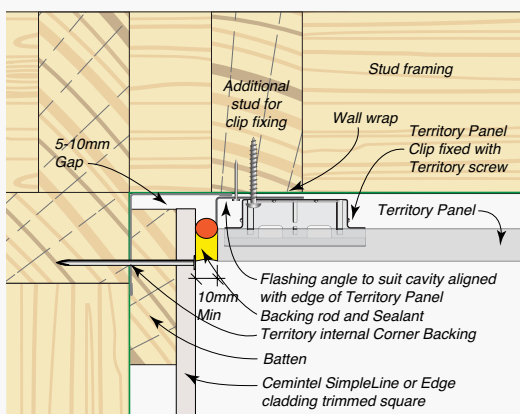 Additional
stud for
clip fixing
Stud framing
5-10mm
Gap
Wall wrap
Territory Panel
Clip fixed with
Territory screw
Territory Panel
10mm
Min
Flashing angle to suit cavity aligned
with edge of Territory Panel
Backing rod and Sealant
Territory internal Corner Backing
Batten
Cemintel SimpleLine or Edge
cladding trimmed square